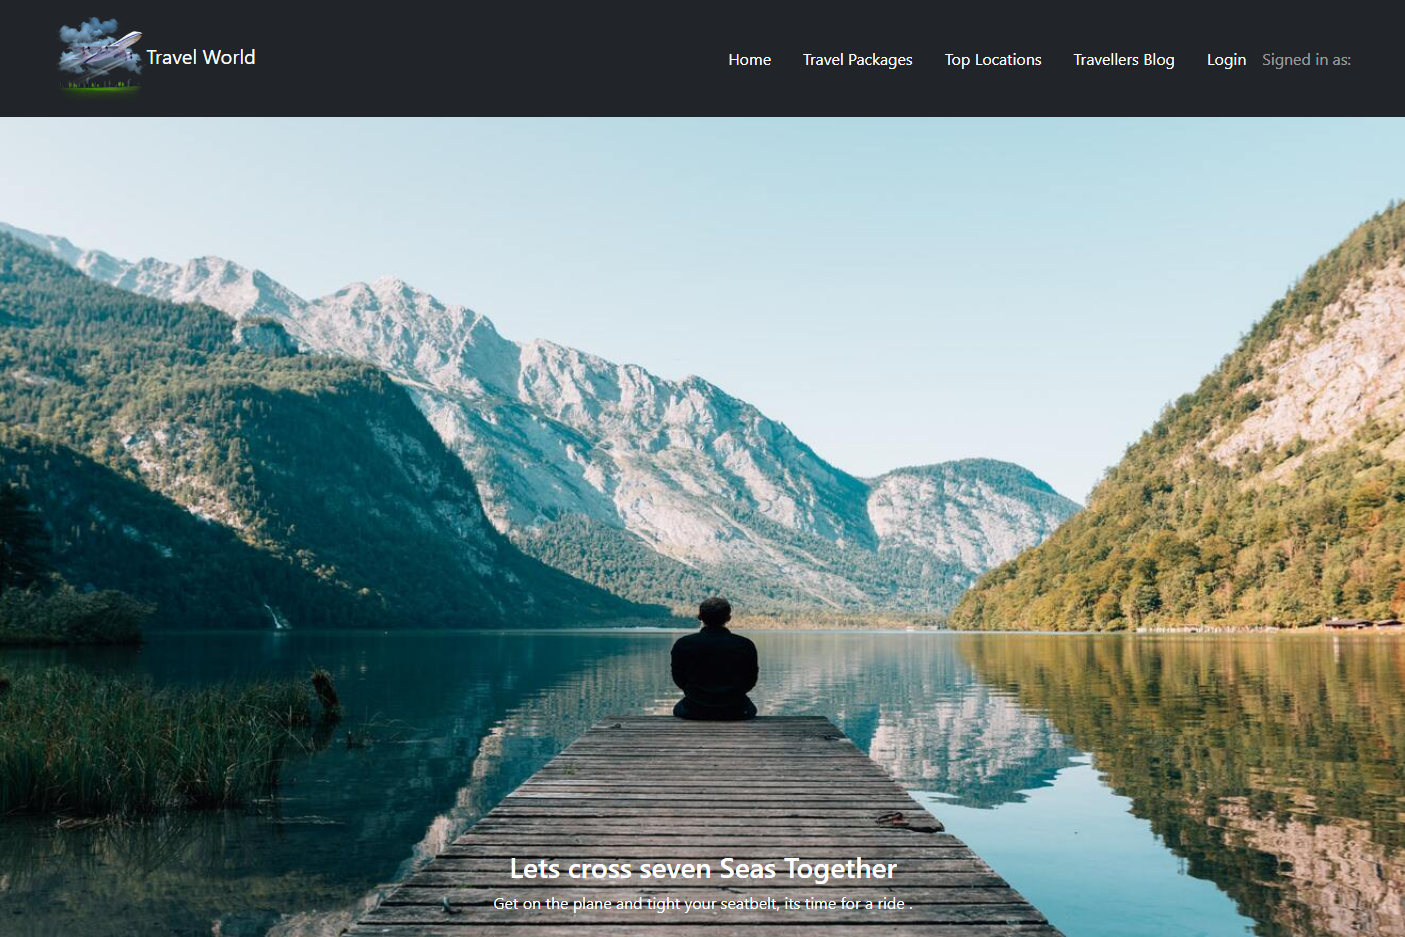 Travel World
Home Travel Packages Top Locations Travellers Blog Login Signed in as:
Lets cross seven Seas Together
Get on the plane and tight your seatbelt, its time for a ride .